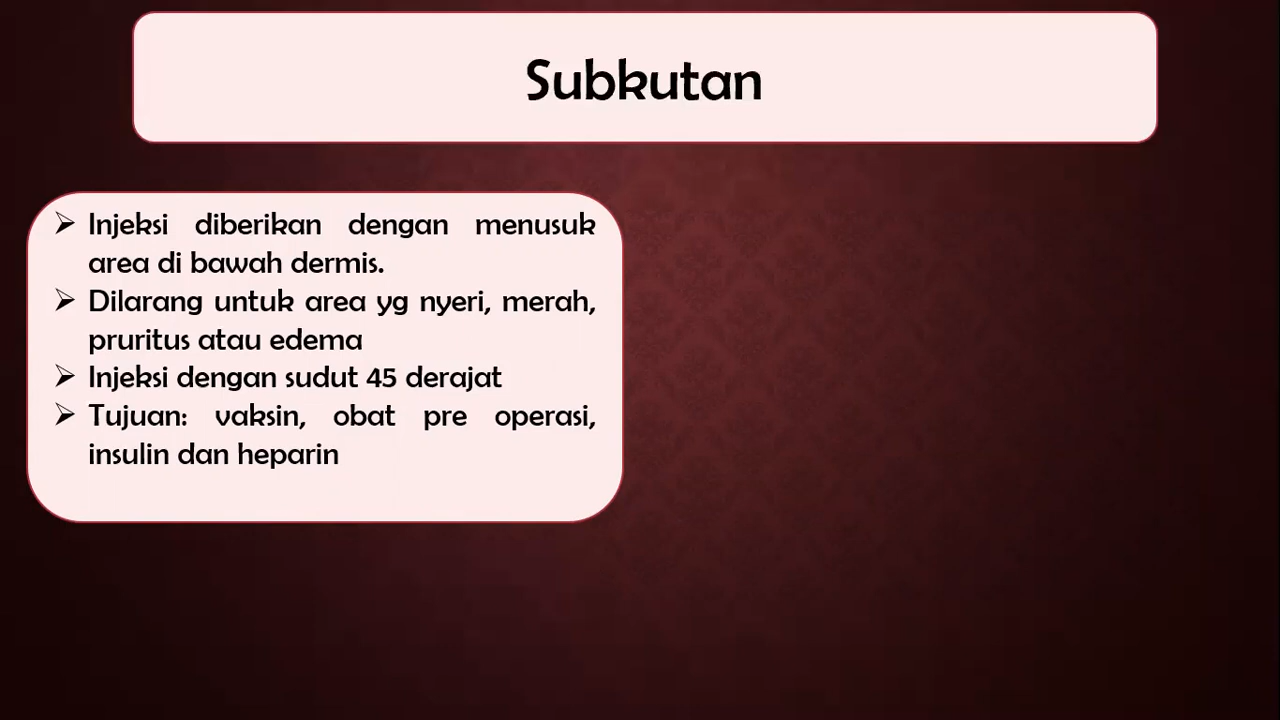 Subkutan
➢ Injeksi diberikan dengan menusuk
area di bawah dermis.
➢ Dilarang untuk area yg nyeri, merah,
pruritus atau edema
➢ Injeksi dengan sudut 45 derajat
➢ Tujuan: vaksin, obat pre operasi,
insulin dan heparin